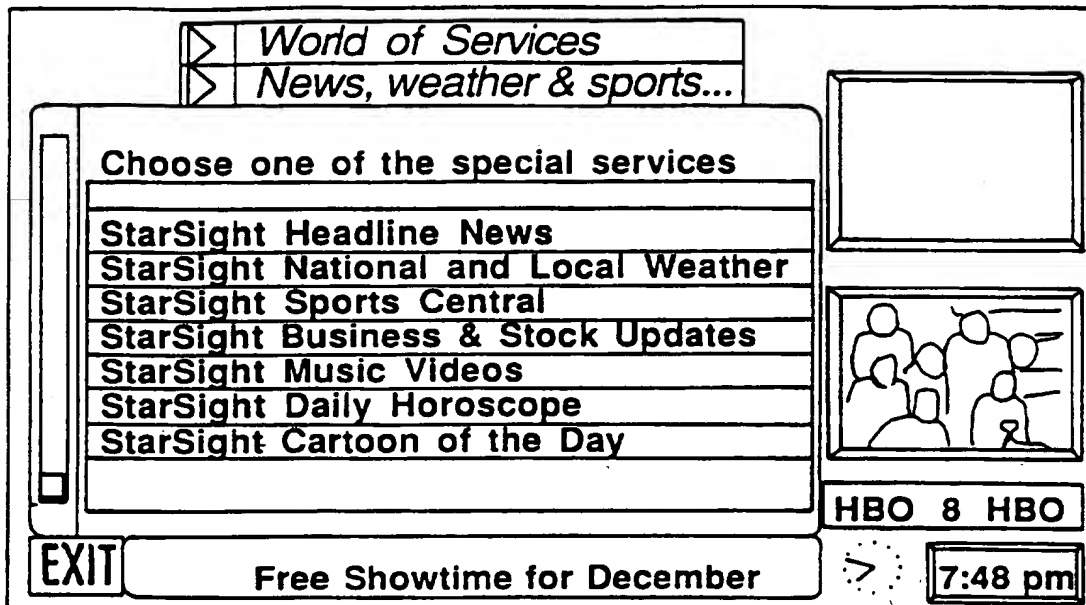 World of Services
News, weather & sports...
Choose one of the special services
StarSight Headline News
StarSight National and Local Weather
StarSight Sports Central
StarSight Business & Stock Updates
StarSight Music Videos
StarSight Daily Horoscope
StarSight Cartoon of the Day
HBO 8 HBO
EXIT
Free Showtime for December
7:48 pm